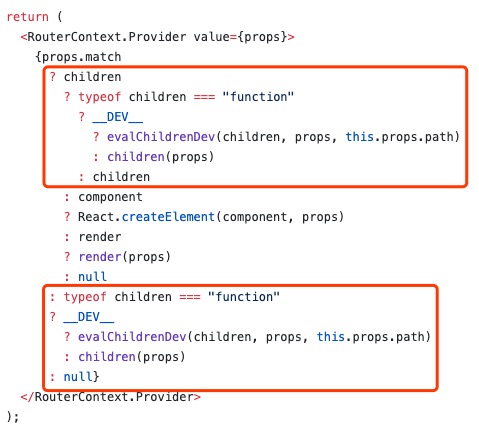 return (
<RouterContext.Provider value={props}>
{props.match
? children
? typeof children === "function"
? __DEV__
? evalChildrenDev(children, props, this.props.path)
: children(props)
: children
: component
? React.createElement(component, props)
: render
? render(props)
: null
: typeof children === "function"
? __DEV__
? evalChildrenDev(children, props, this.props.path)
: children(props)
: null}
</RouterContext.Provider>
);